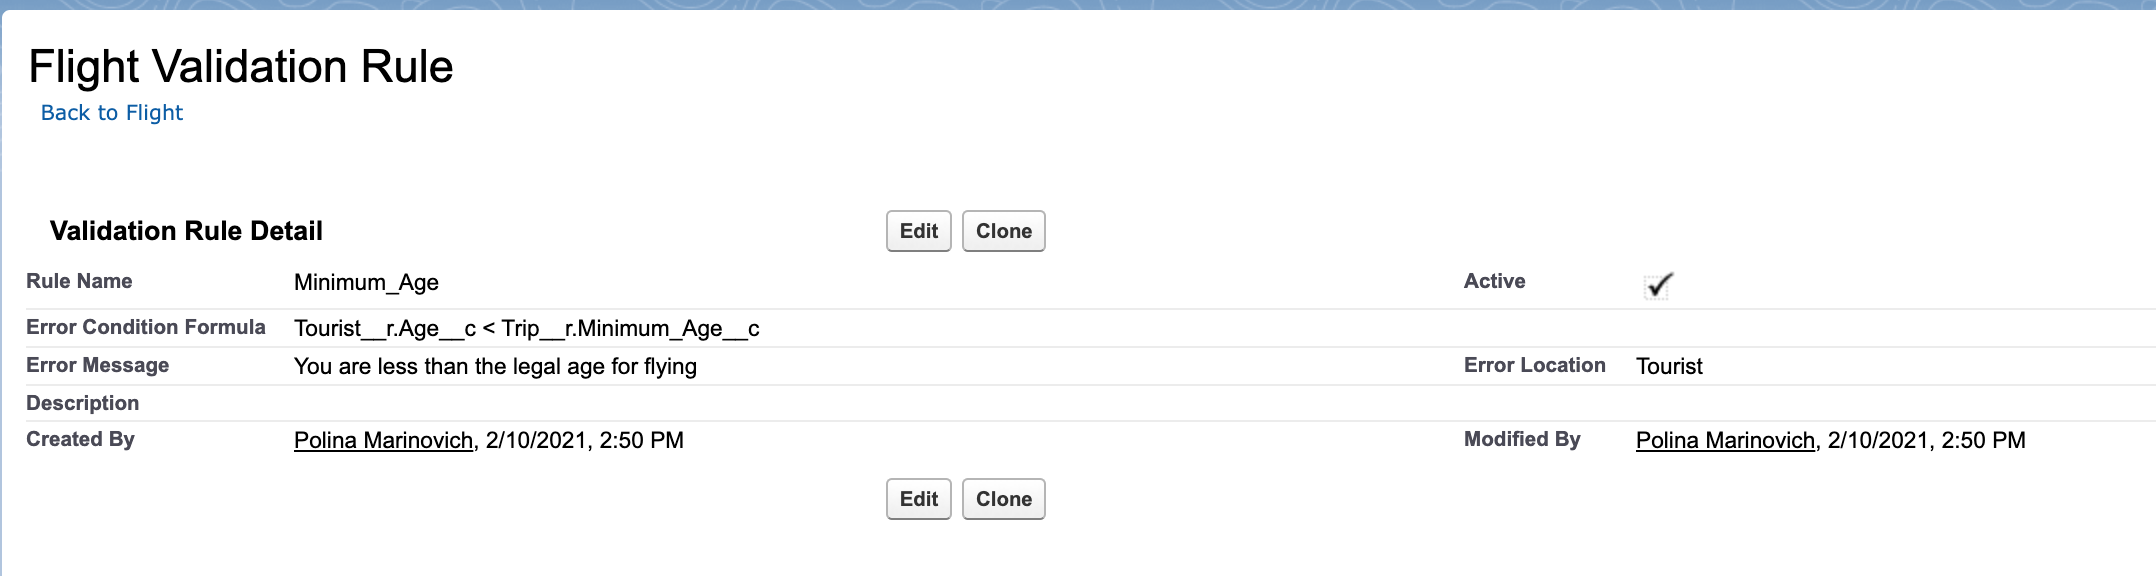 Flight Validation Rule
Back to Flight
Validation Rule Detail Edit Clone
Rule Name Minimum_Age Active
Error Condition Formula Tourist__r.Age__c < Trip__r.Minimum_Age__c
Error Message You are less than the legal age for flying Error Location Tourist
Description
Created By Polina Marinovich, 2/10/2021, 2:50 PM Modified By Polina Marinovich, 2/10/2021, 2:50 PM
Edit Clone